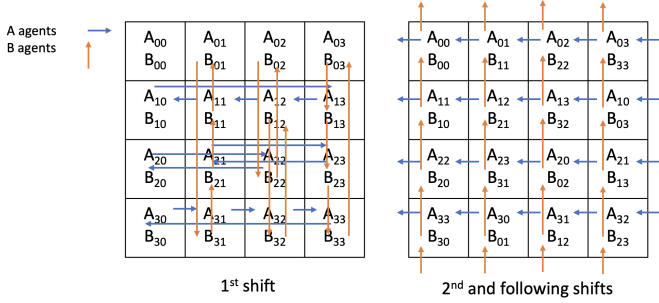 A agents
B agents
A00 A01 A02 A03
B00 B01 B02 B03
A10 A11 A12 A13
B10 B11 B12 B13
A20 A21 A22 A23
B20 B21 B22 B23
A30 A31 A32 A33
B30 B31 B32 B33
1st shift
A00 A01 A02 A03
B00 B11 B22 B33
A11 A12 A13 A10
B10 B21 B32 B03
A22 A23 A20 A21
B20 B31 B02 B13
A33 A30 A31 A32
B30 B01 B12 B23
2nd and following shifts